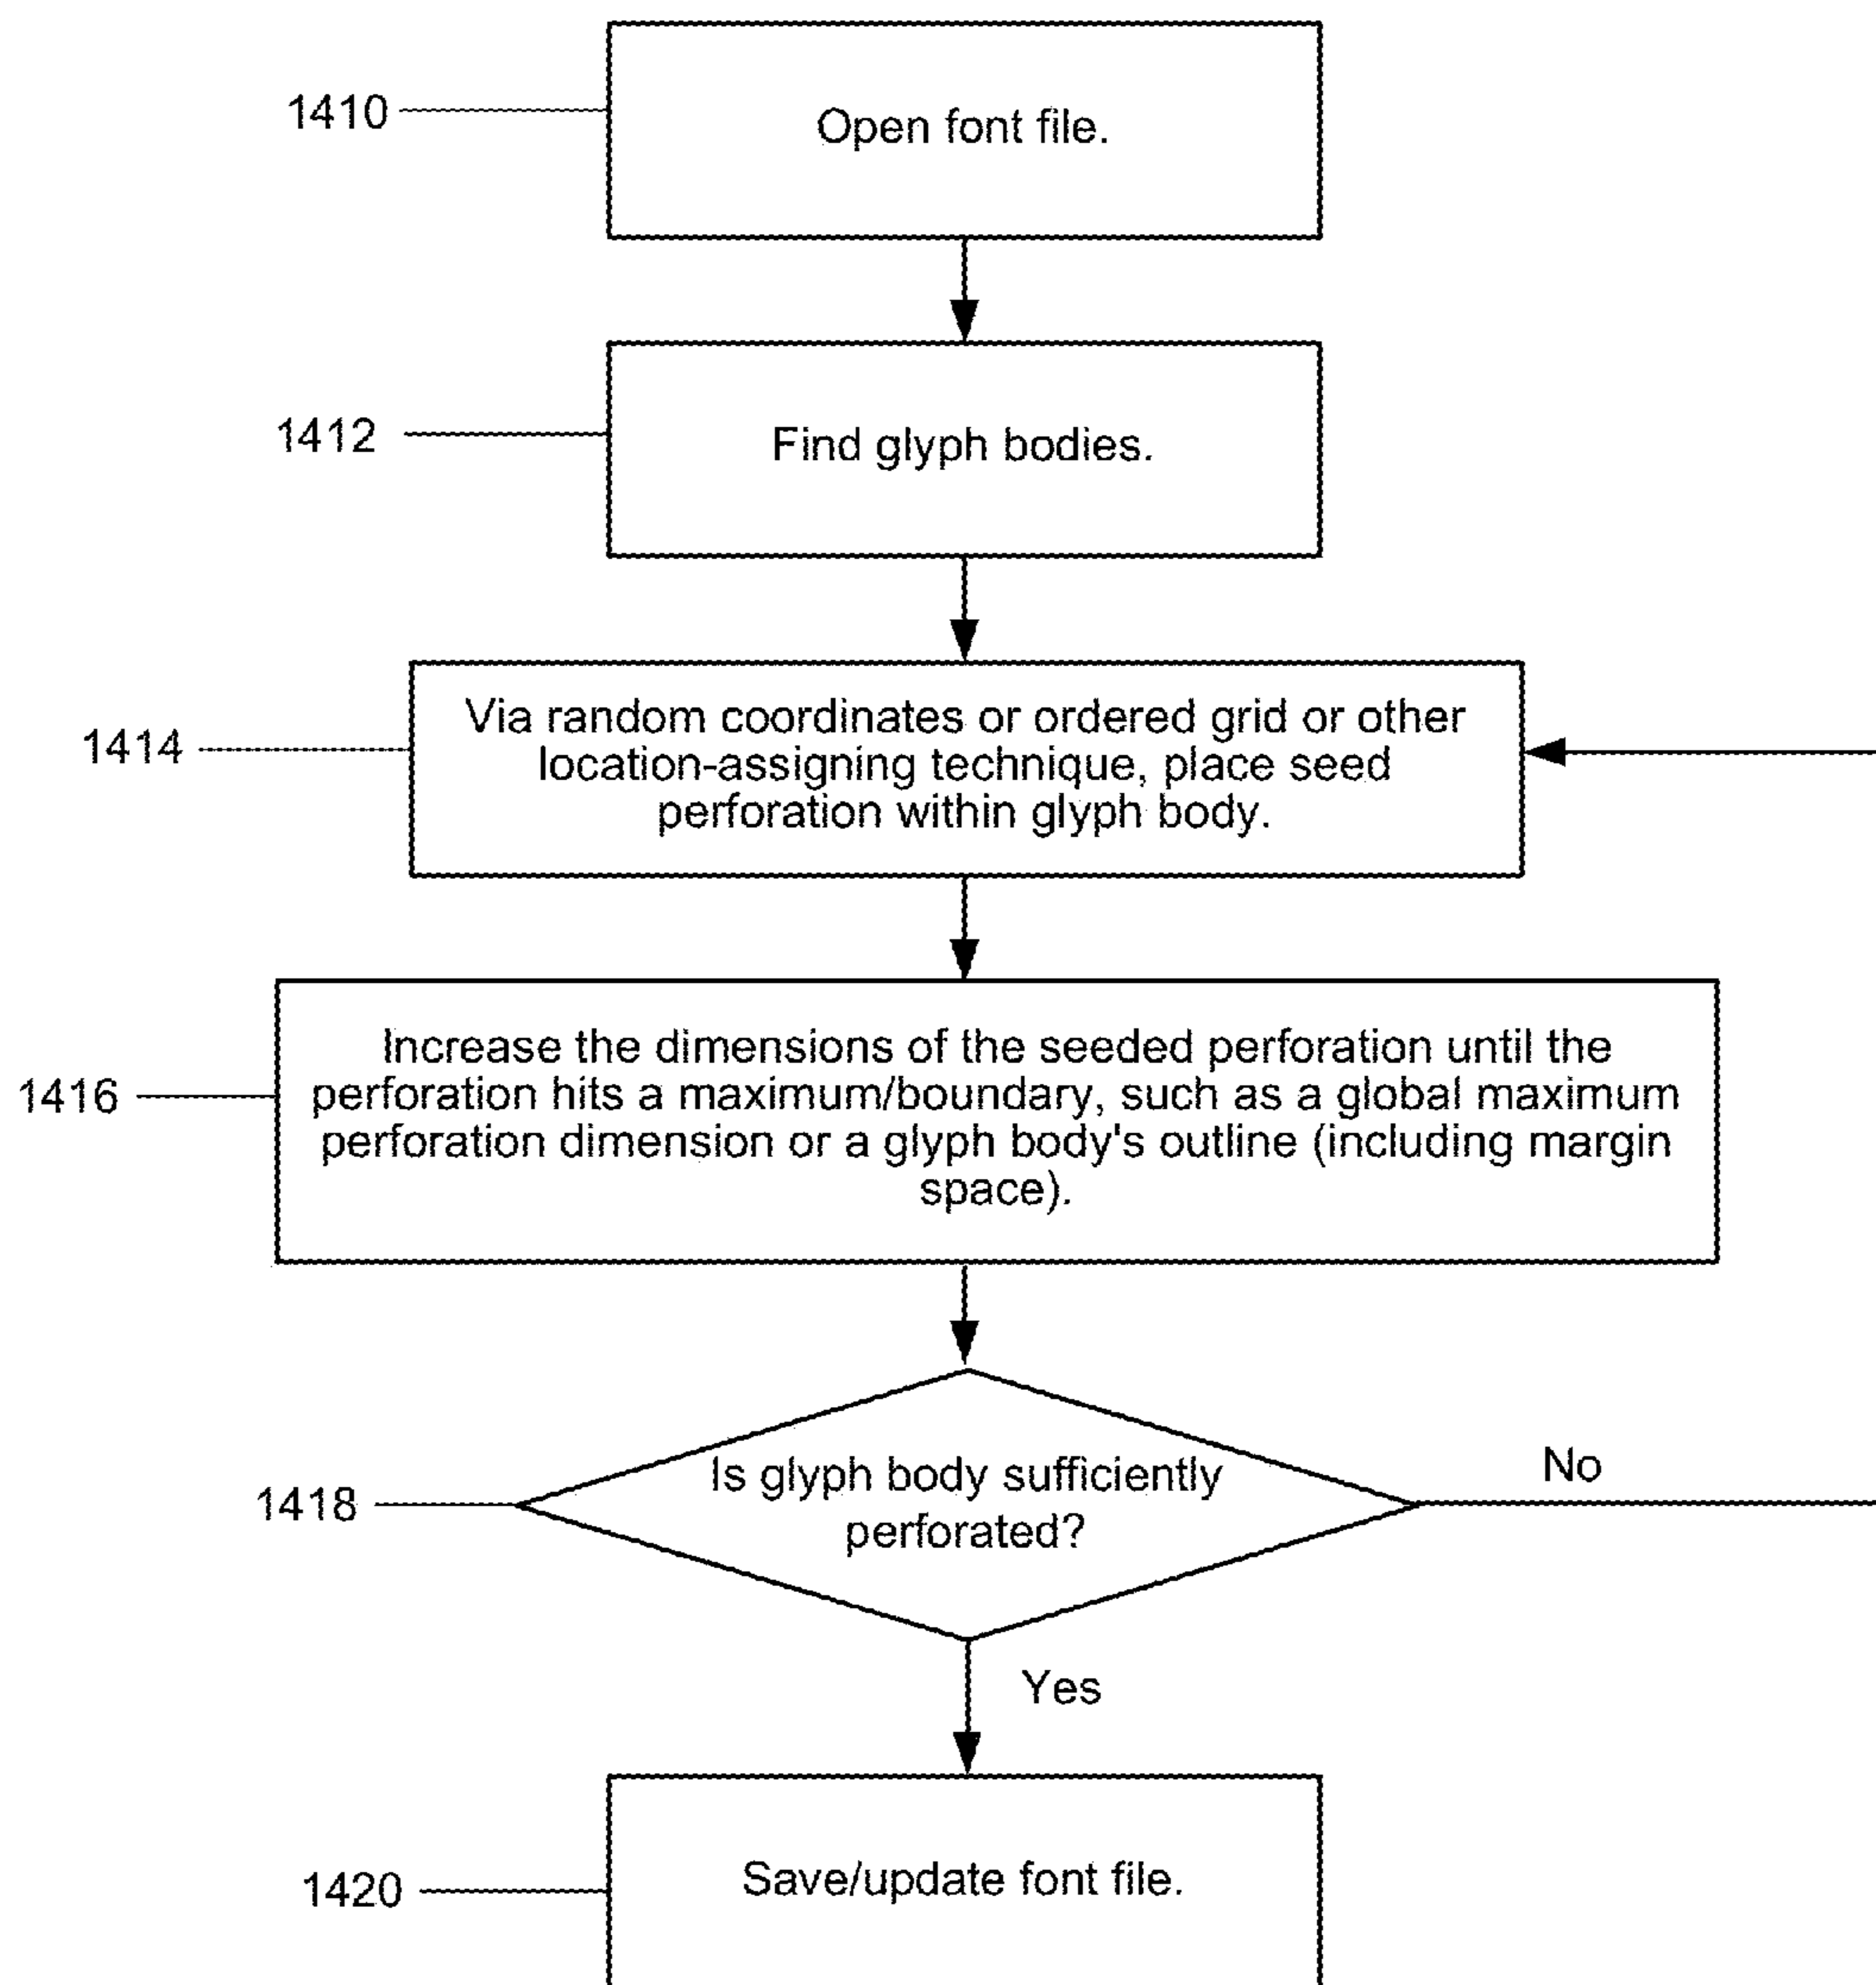 1410
Open font file.
1412
Find glyph bodies.
1414
Via random coordinates or ordered grid or other
location-assigning technique, place seed
perforation within glyph body.
1416
Increase the dimensions of the seeded perforation until the
perforation hits a maximum/boundary, such as a global maximum
perforation dimension or a glyph body's outline (including margin
space).
1418
Is glyph body sufficiently
perforated?
No
Yes
1420
Save/update font file.